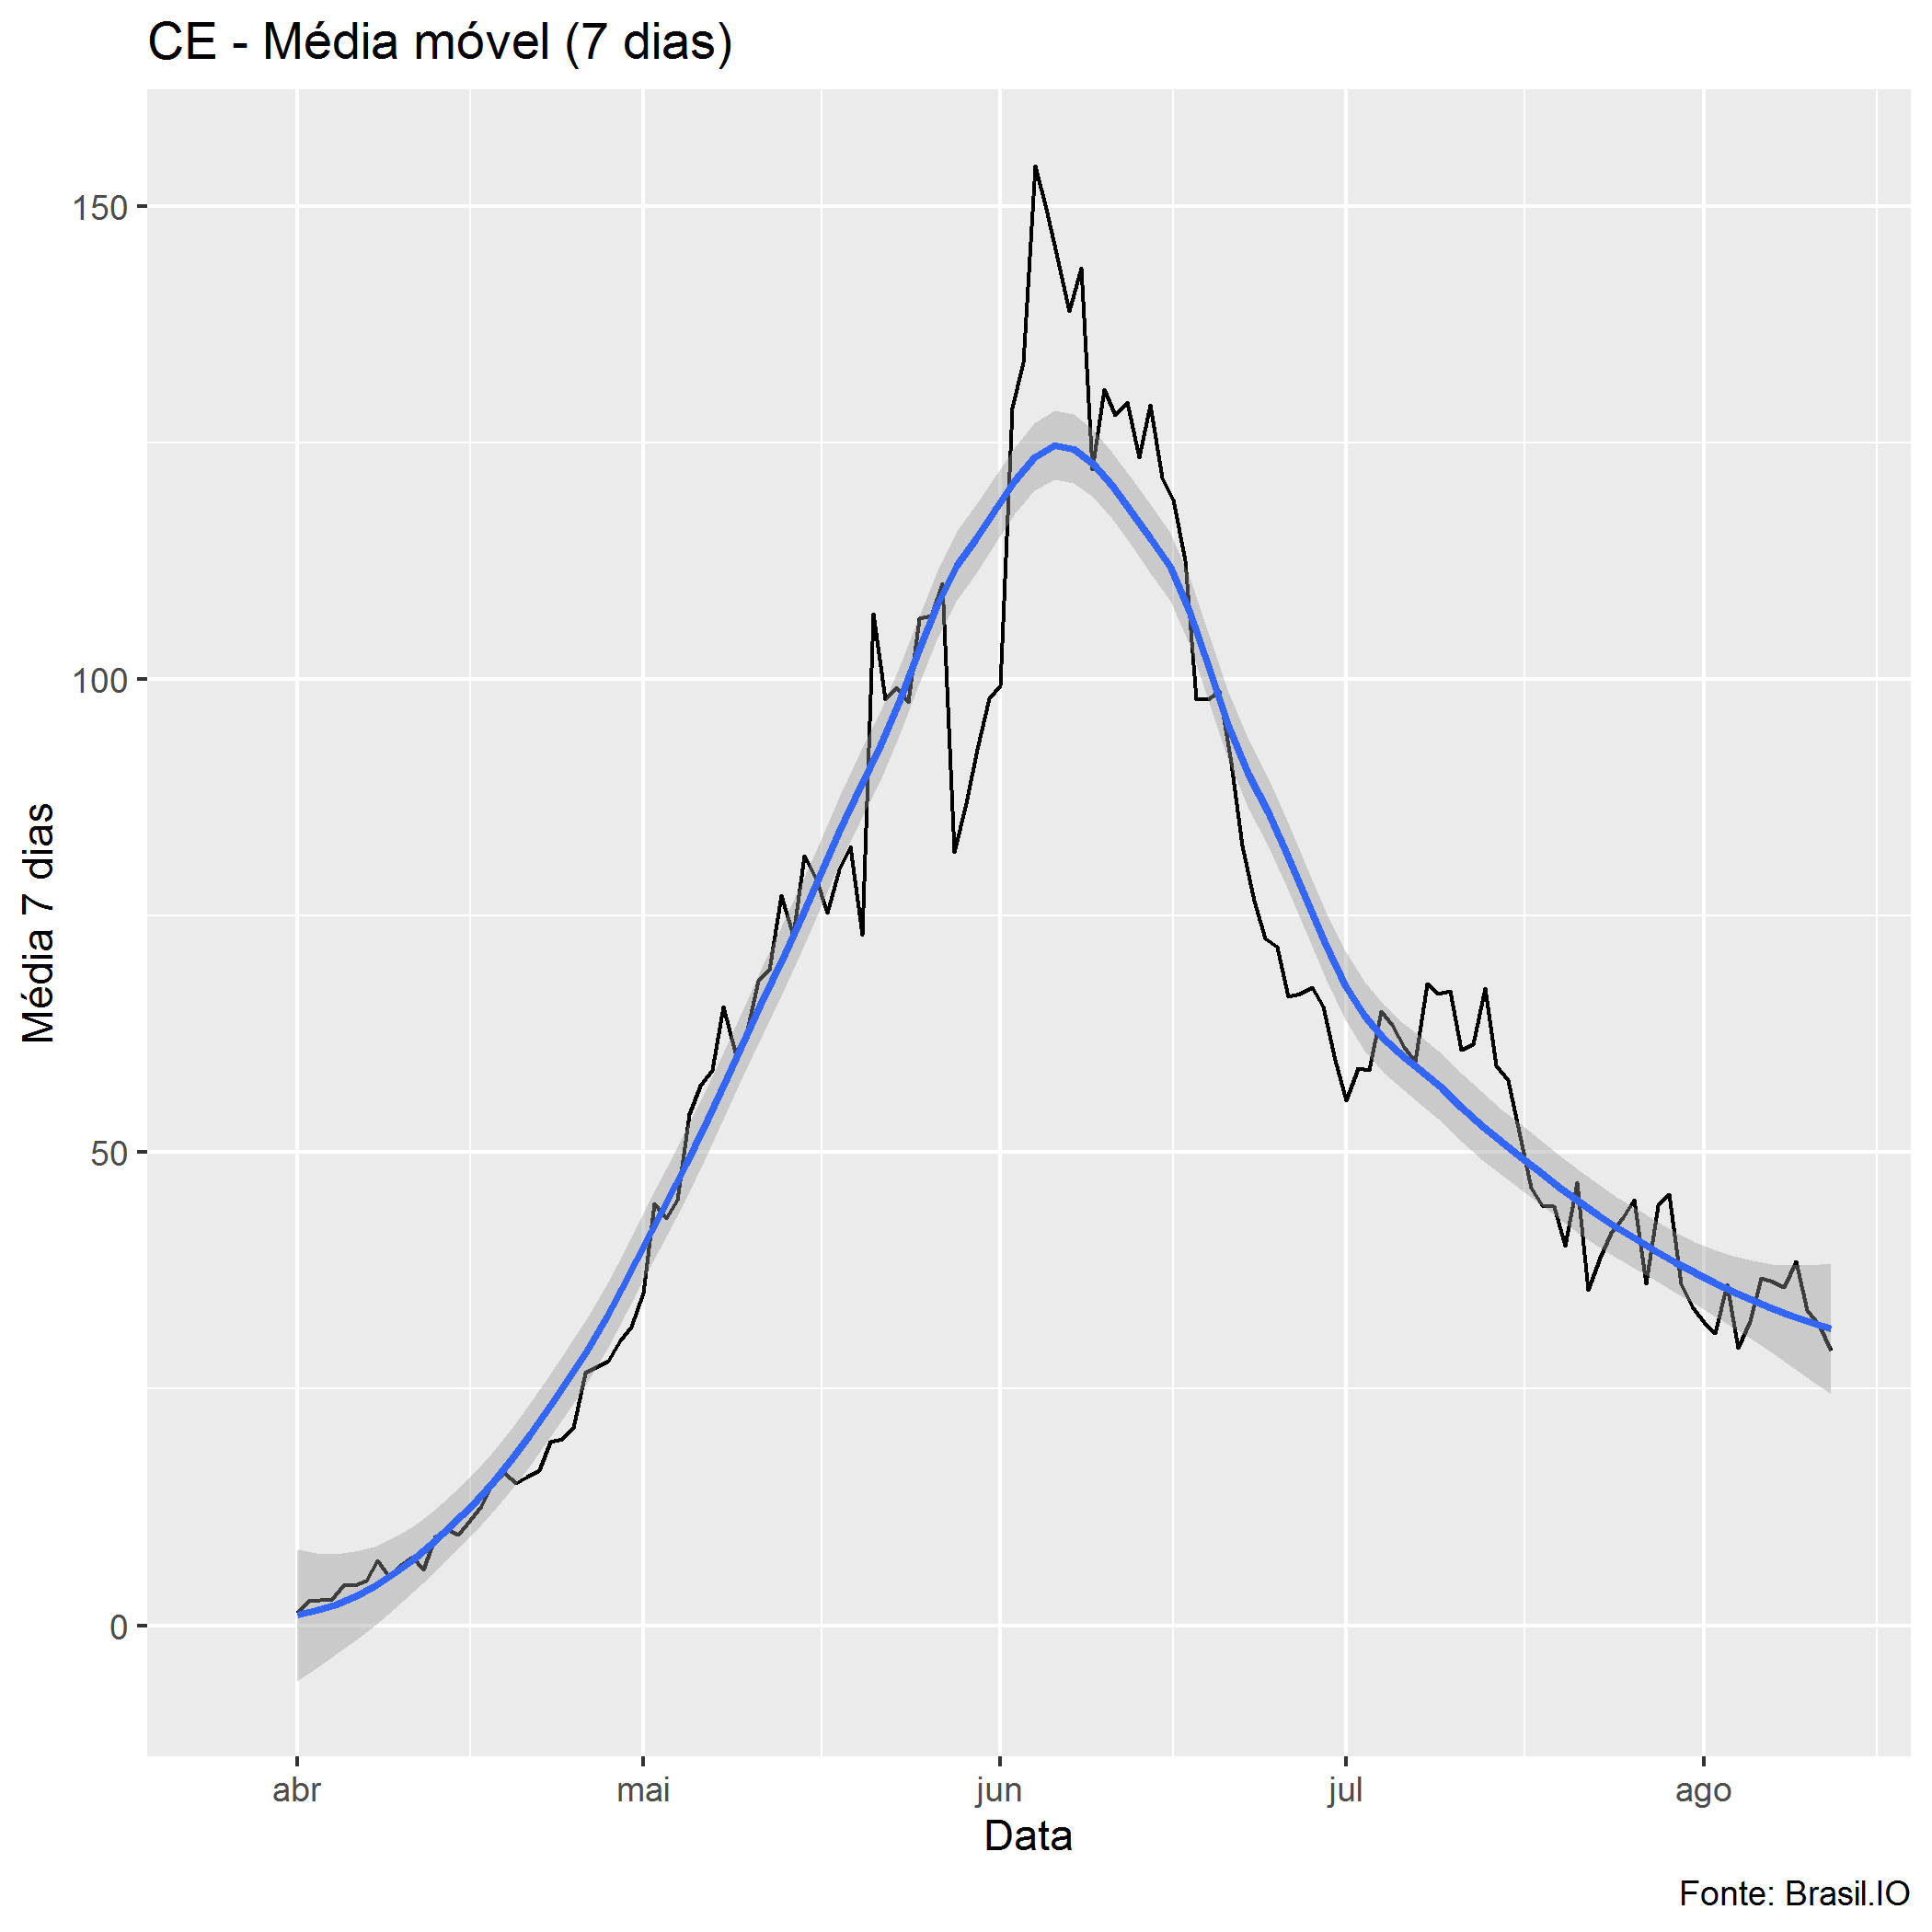 CE - Média móvel (7 dias)
Média 7 dias
150
100
50
0
abr mai jun jul ago
Data
Fonte: Brasil.IO